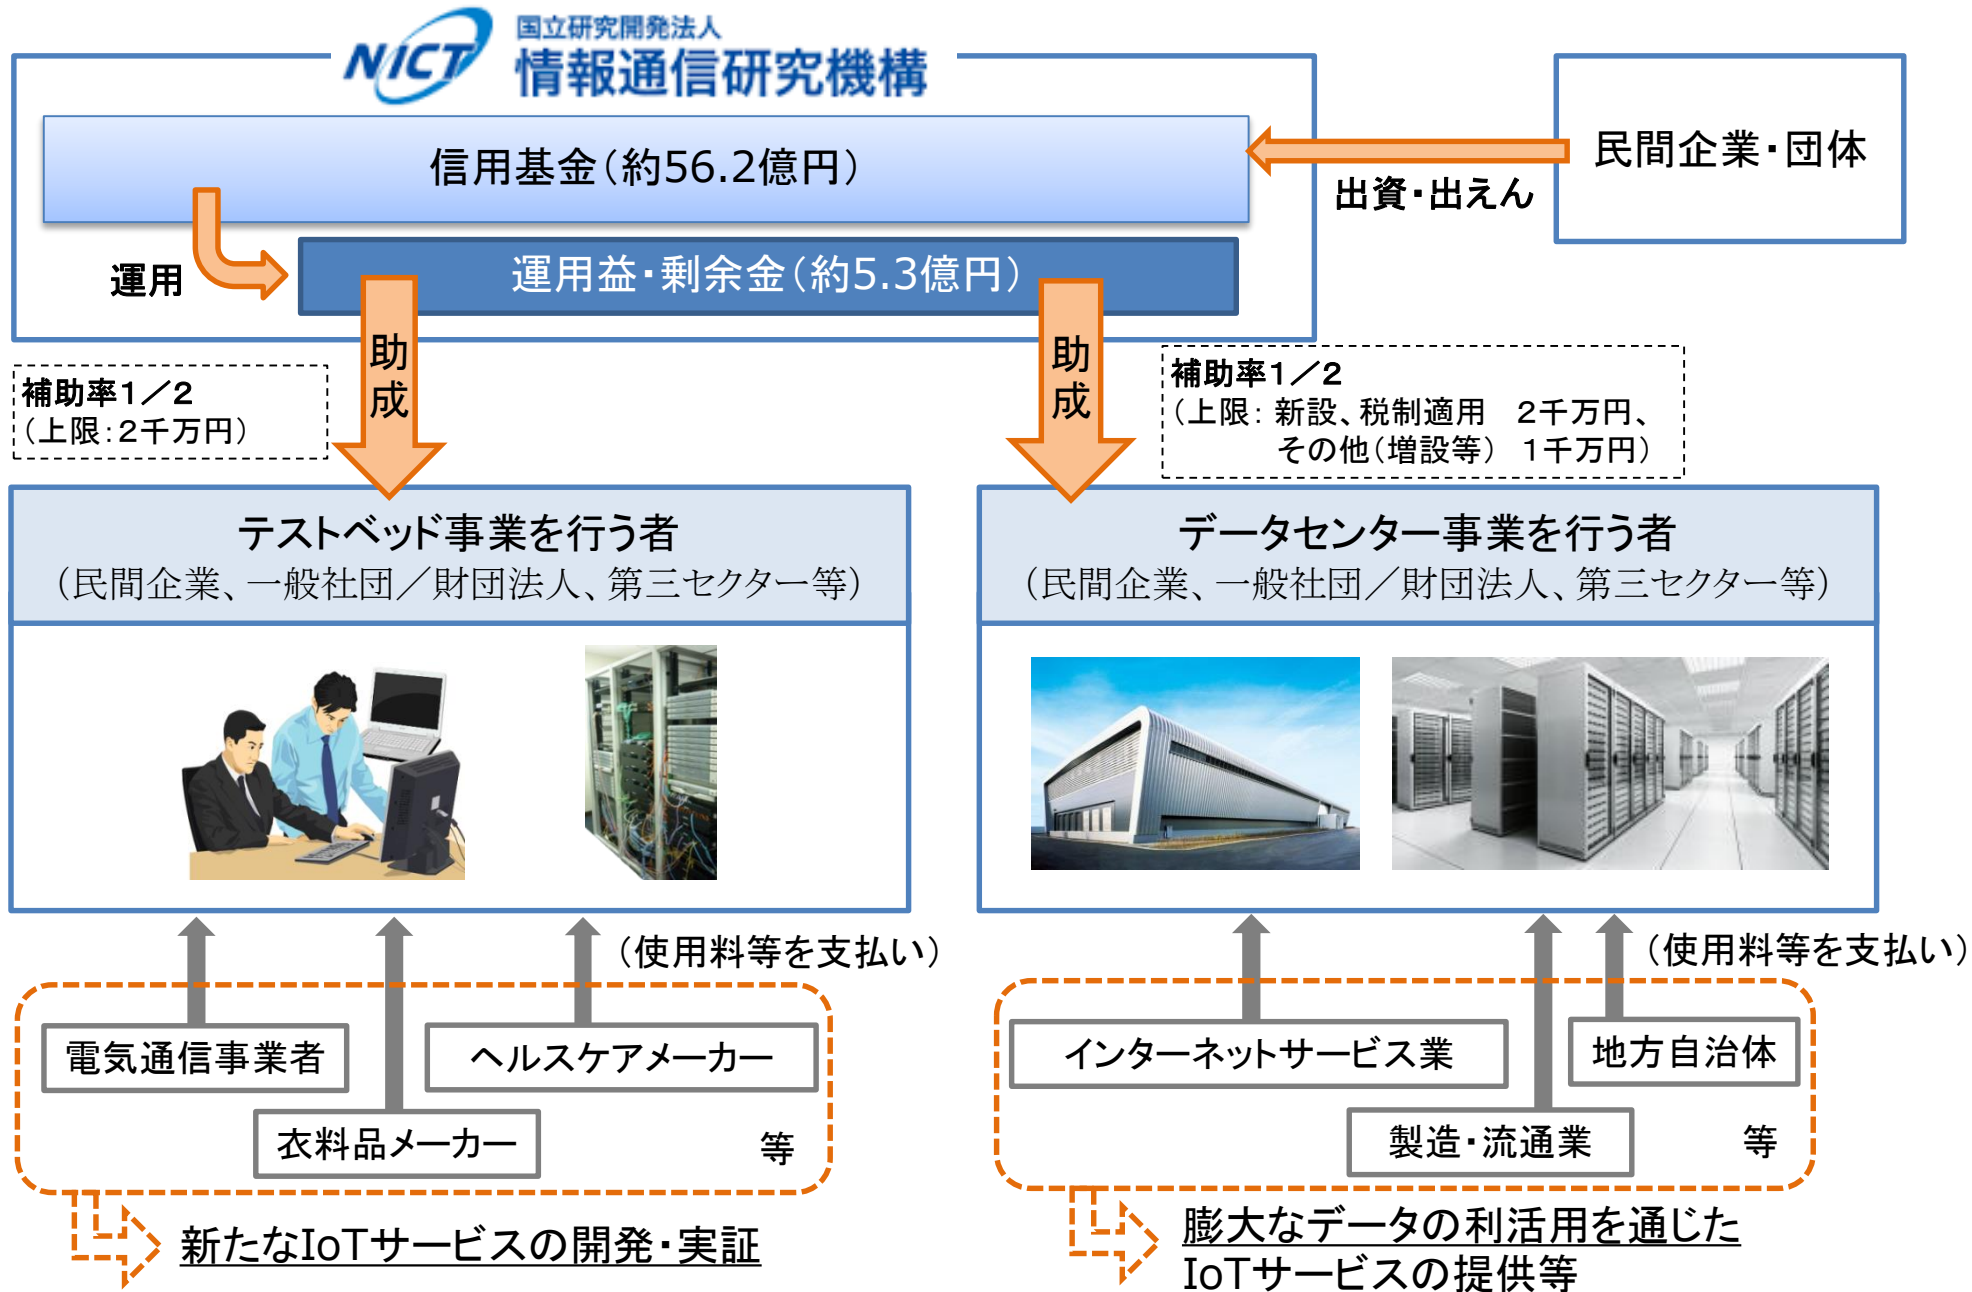 NICT
国立研究開発法人
情報通信研究機構
信用基金(約56.2億円)
民間企業・団体
出資・出えん
運用
運用益・剰余金(約5.3億円)
助成
助成
補助率1／2
(上限:2千万円)
補助率1／2
(上限: 新設、税制適用　2千万円、
その他(増設等)　1千万円)
テストベッド事業を行う者
(民間企業、一般社団／財団法人、第三セクター等)
データセンター事業を行う者
(民間企業、一般社団／財団法人、第三セクター等)
(使用料等を支払い)
(使用料等を支払い)
電気通信事業者
ヘルスケアメーカー
衣料品メーカー
等
インターネットサービス業
地方自治体
製造・流通業
等
新たなIoTサービスの開発・実証
膨大なデータの利活用を通じた
IoTサービスの提供等